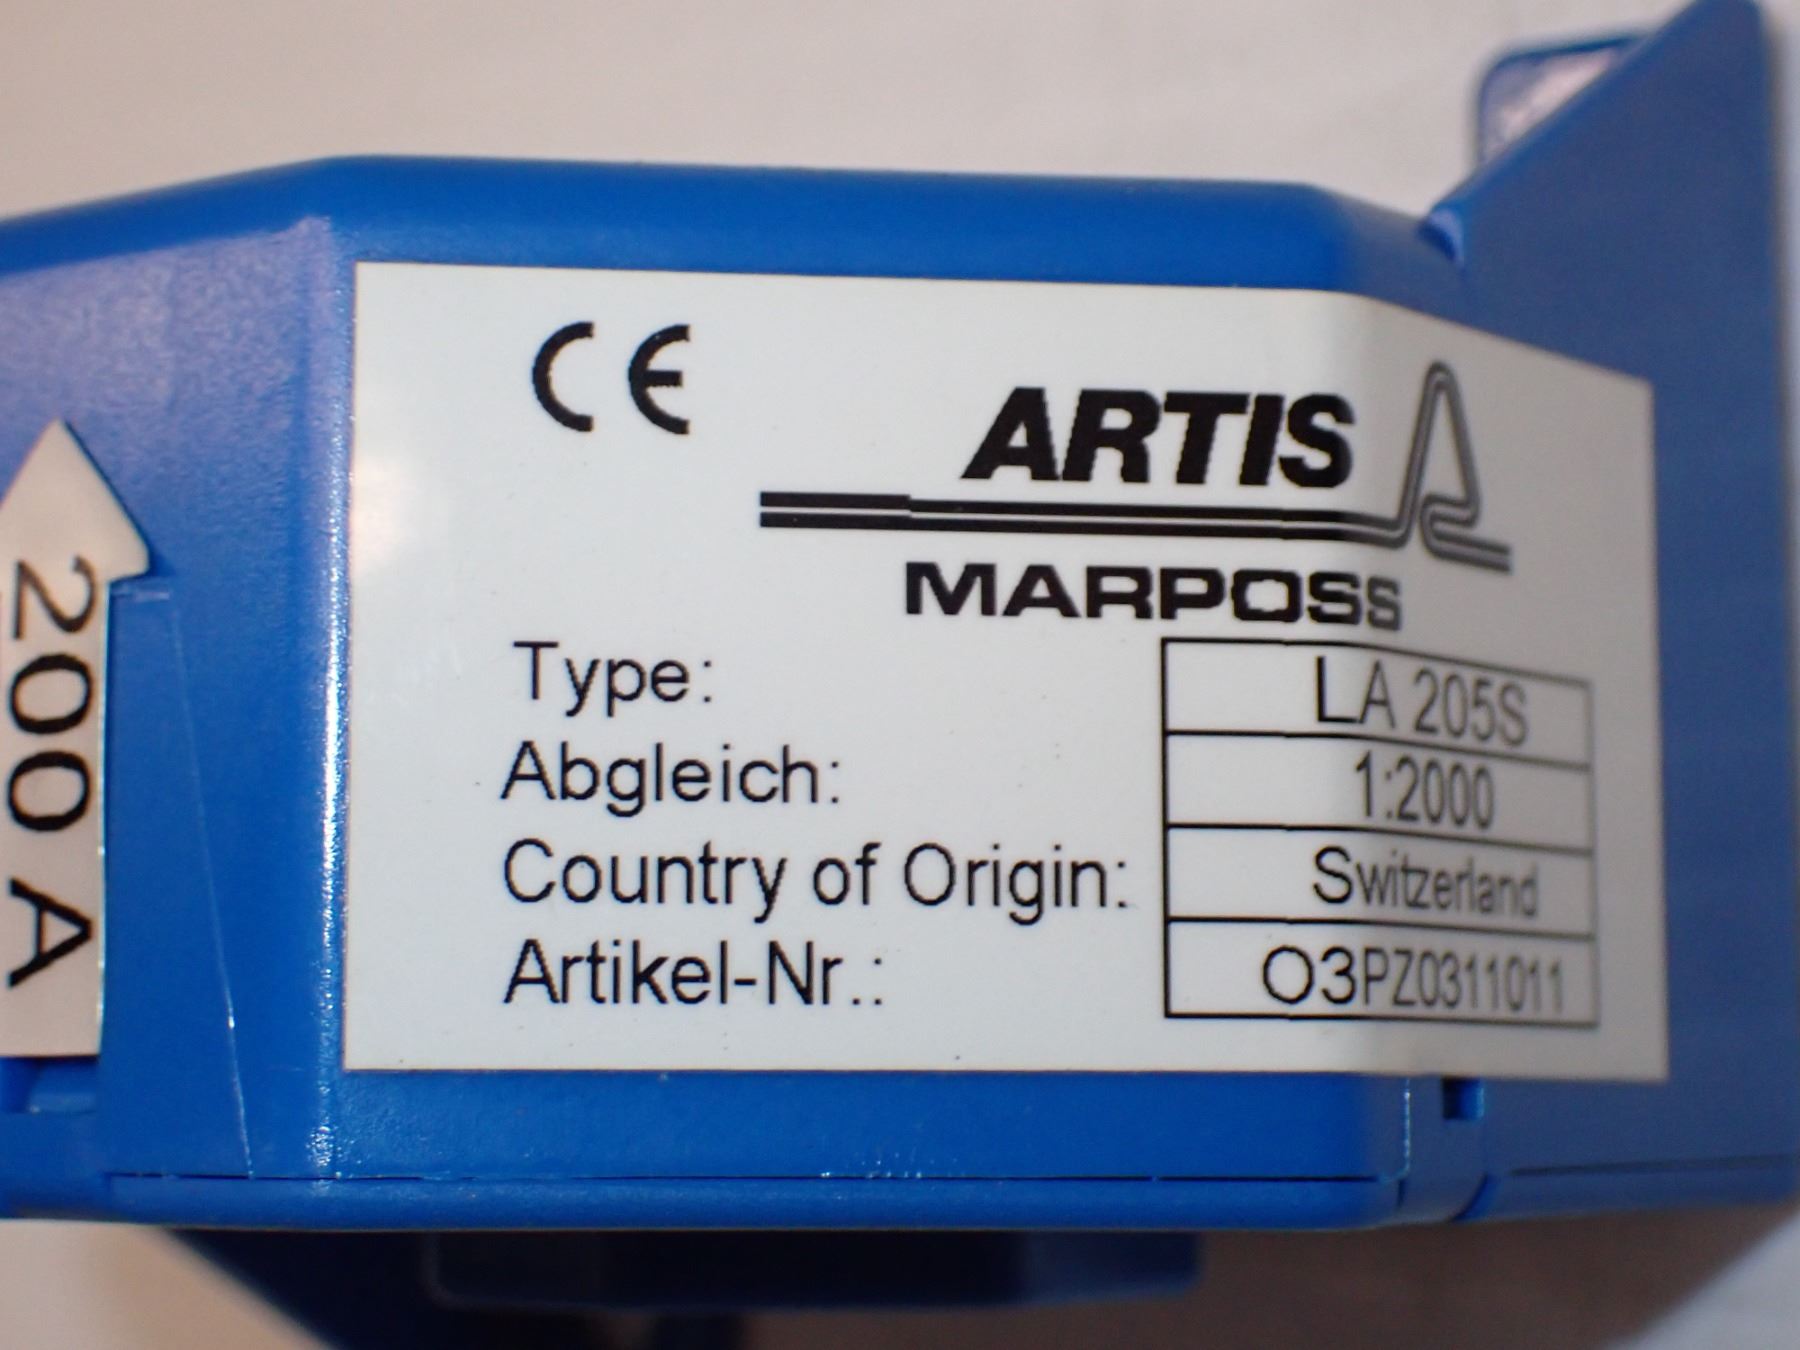 CE
ARTIS
MARPOSS
Type: LA 205S
Abgleich: 1:2000
Country of Origin: Switzerland
Artikel-Nr.: O3PZ0311011
200 A